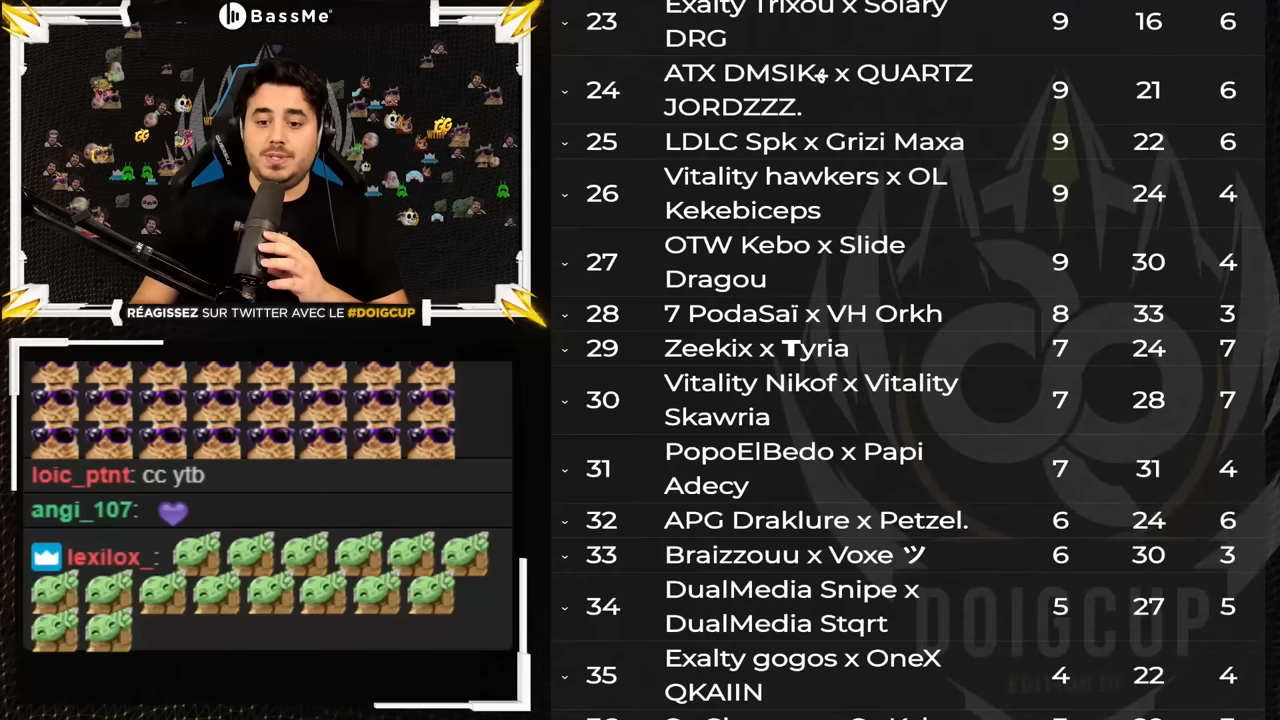 BassMe
RÉAGISSEZ SUR TWITTER AVEC LE #DOIGCUP
loic_ptnt: cc ytb
angi_107:
lexilox_:
23 Exalty Trixou x Solary 9 16 6
DRG
24 ATX DMSIK x QUARTZ 9 21 6
JORDZZZ.
25 LDLC Spk x Grizi Maxa 9 22 6
26 Vitality hawkers x OL 9 24 4
Kekebiceps
27 OTW Kebo x Slide 9 30 4
Dragou
28 7 PodaSaï x VH Orkh 8 33 3
29 Zeekix x Tyria 7 24 7
30 Vitality Nikof x Vitality 7 28 7
Skawria
31 PopoElBedo x Papi 7 31 4
Adecy
32 APG Draklure x Petzel. 6 24 6
33 Braizzouu x Voxe ツ 6 30 3
34 DualMedia Snipe x 5 27 5
DualMedia Stqrt
35 Exalty gogos x OneX 4 22 4
QKAIIN
DOIGCUP
EDITION III